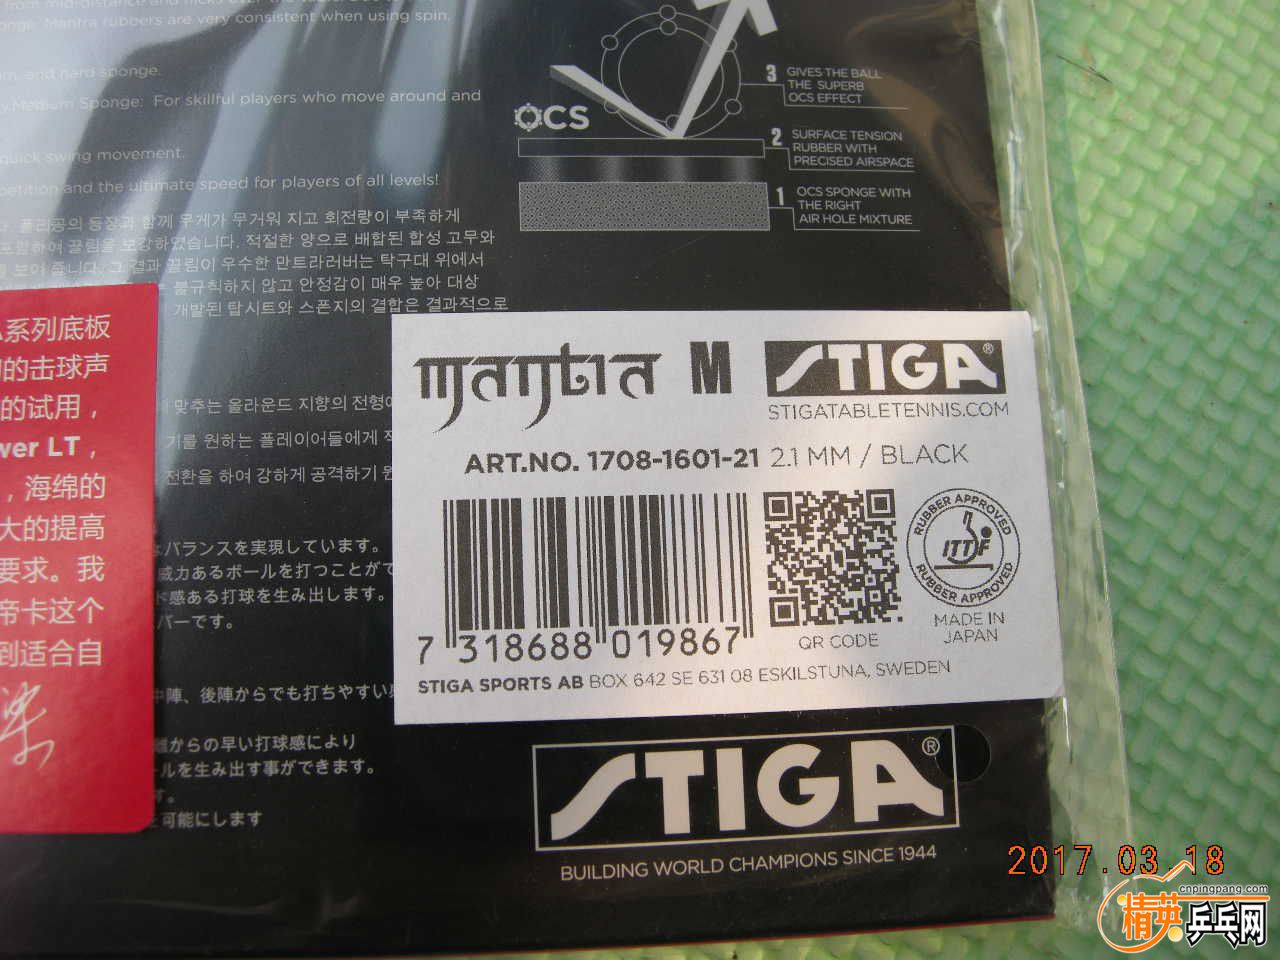 from mid-distance and flicks over the table.
Mantra rubbers are very consistent when using spin.
and hard sponge.
Medium Sponge: For skillful players who move around and
quick swing movement.
and the ultimate speed for players of all levels!
OCS
3 GIVES THE BALL
THE SUPERB
OCS EFFECT
2 SURFACE TENSION
RUBBER WITH
PRECISED AIRSPACE
1 OCS SPONGE WITH
THE RIGHT
AIR HOLE MIXTURE
폴리공의 등장과 함께 무게가 무거워 지고 회전량이 부족하게
포함하여 끌림을 보강하였습니다. 적절한 양으로 배합된 합성 고무와
보여 줍니다. 그 결과 끌림이 우수한 만트라러버는 탁구대 위에서
불규칙하지 않고 안정감이 매우 높아 대상
개발된 탑시트와 스폰지의 결합은 결과적으로
맞추는 올라운드 지향의 전형
기를 원하는 플레이어들에게
전환을 하여 강하게 공격하기
バランスを実現しています。
威力あるボールを打つことがで
ド感ある打球を生み出します。
バーです。
中陣、後陣からでも打ちやすい
離からの早い打球感により
ールを生み出す事ができます。
す。
可能にします
系列底板
的击球声
的试用，
wer LT，
，海绵的
大的提高
要求。我
帝卡这个
到适合自
mantra M STIGA®
STIGATABLETENNIS.COM
ART.NO. 1708-1601-21 2.1 MM / BLACK
RUBBER APPROVED
ITTF
RUBBER APPROVED
7 318688 019867
QR CODE
MADE IN
JAPAN
STIGA SPORTS AB BOX 642 SE 631 08 ESKILSTUNA, SWEDEN
STIGA®
BUILDING WORLD CHAMPIONS SINCE 1944
2017.03.18
cnpingpang.com
精英乒乓网